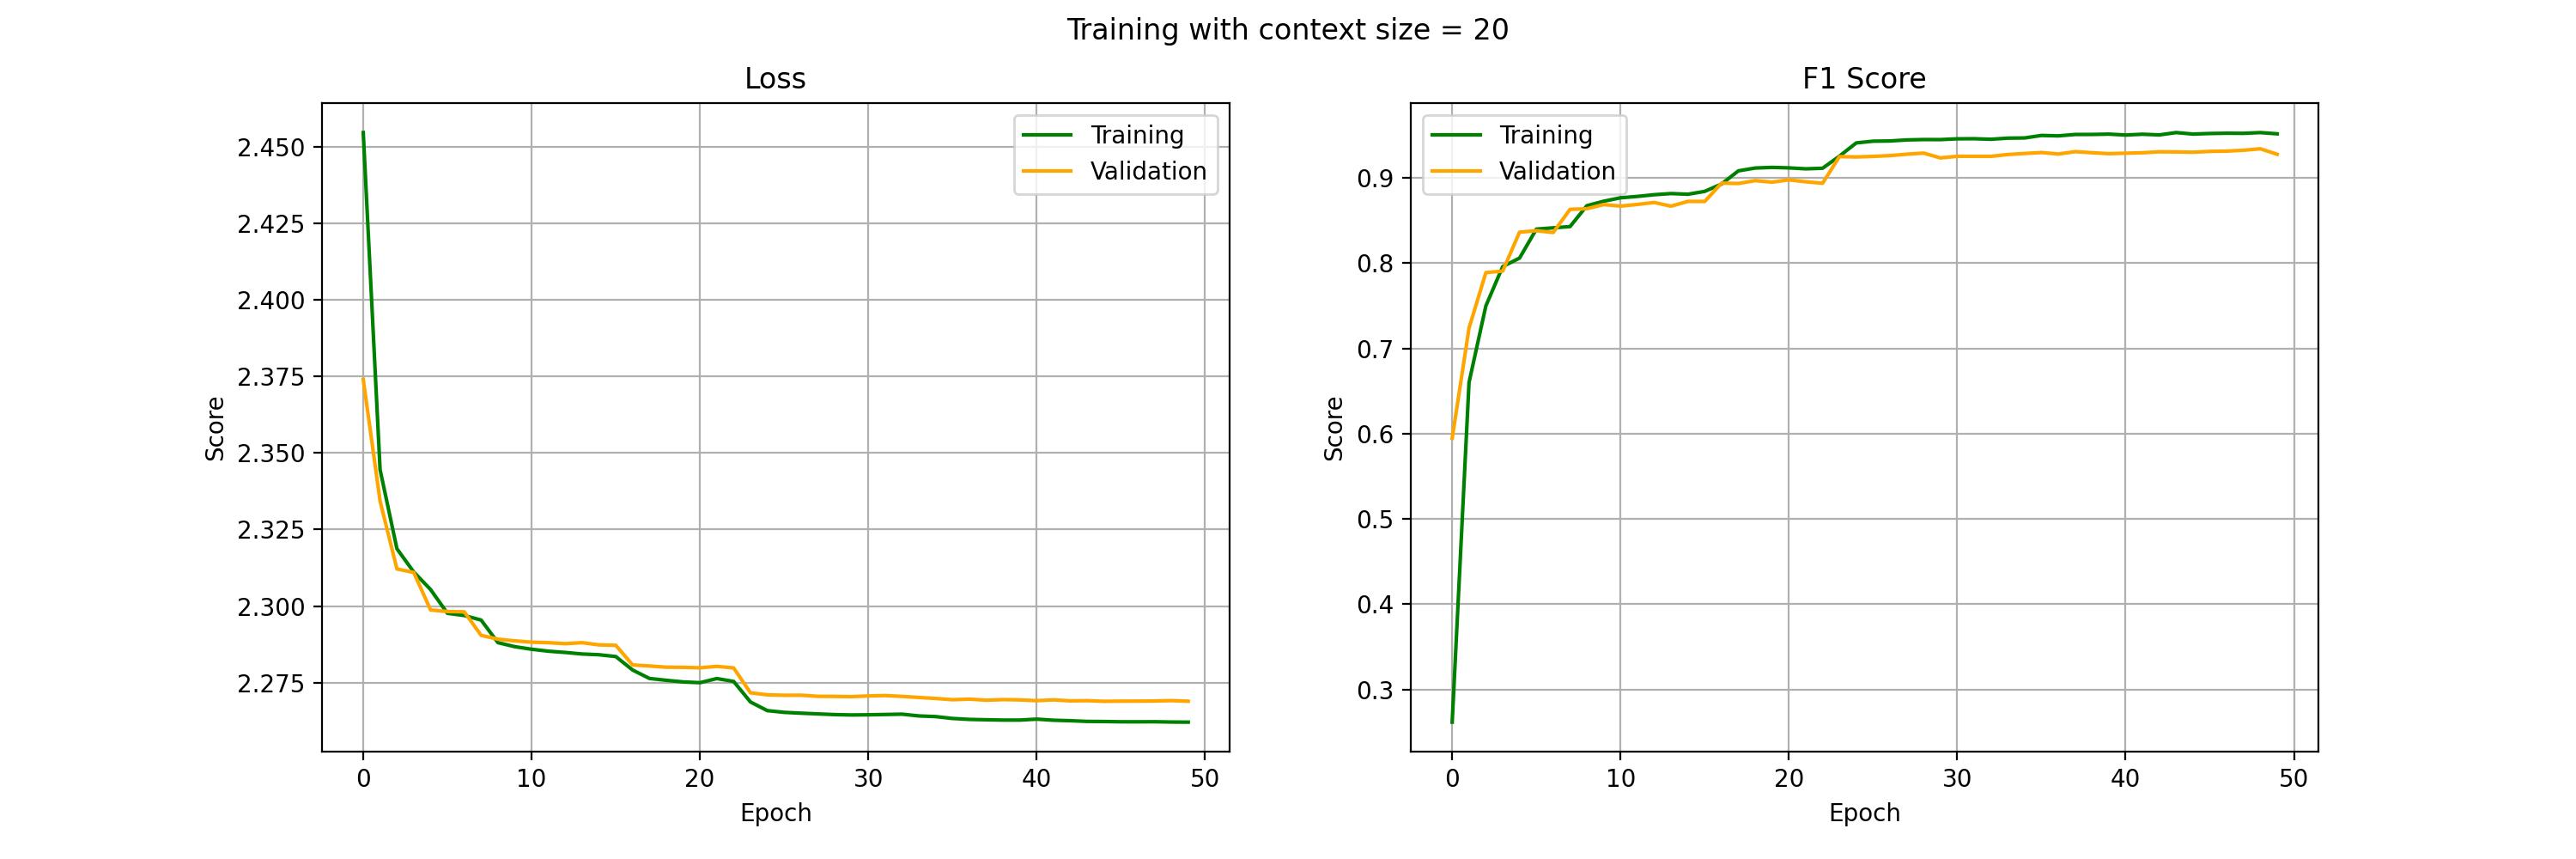 Training with context size = 20
Loss
Training
Validation
2.450
2.425
2.400
2.375
2.350
2.325
2.300
2.275
Score
0 10 20 30 40 50
Epoch
F1 Score
Training
Validation
0.9
0.8
0.7
0.6
0.5
0.4
0.3
Score
0 10 20 30 40 50
Epoch